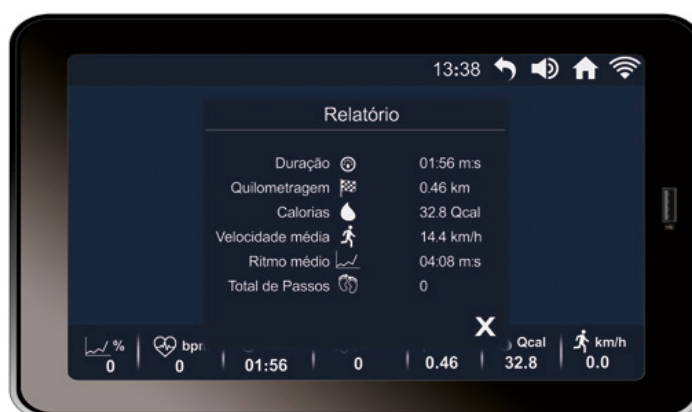 13:38
Relatório
Duração 01:56 m:s
Quilometragem 0.46 km
Calorias 32.8 Qcal
Velocidade média 14.4 km/h
Ritmo médio 04:08 m:s
Total de Passos 0
X
% bpm Qcal km/h
0 0 01:56 0 0.46 32.8 0.0